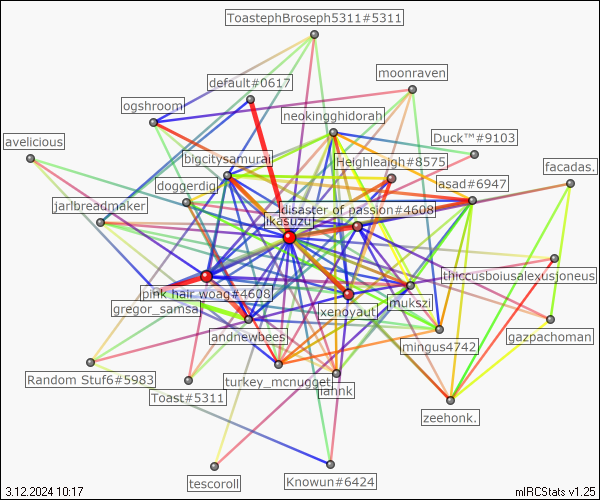 ToastephBroseph5311#5311
moonraven
default#0617
ogshroom
neokingghidorah
Duck™#9103
avelicious
bigcitysamurai
Heighleaigh#8575
facadas.
doggerdig
lasad#6947
jarlbreadmaker
disaster of passion#4608
ikasuzu
thiccusboiusalexusjoneus
pink hair woag#4608
mukszi
gregor_samsa
xenoyaut
andnewbees
gazpachoman
mingus4742
Random Stuf6#5983
turkey_mcnugget
Toast#5311
zeehonk.
tescoroll
Knowun#6424
3.12.2024 10:17
mIRCStats v1.25